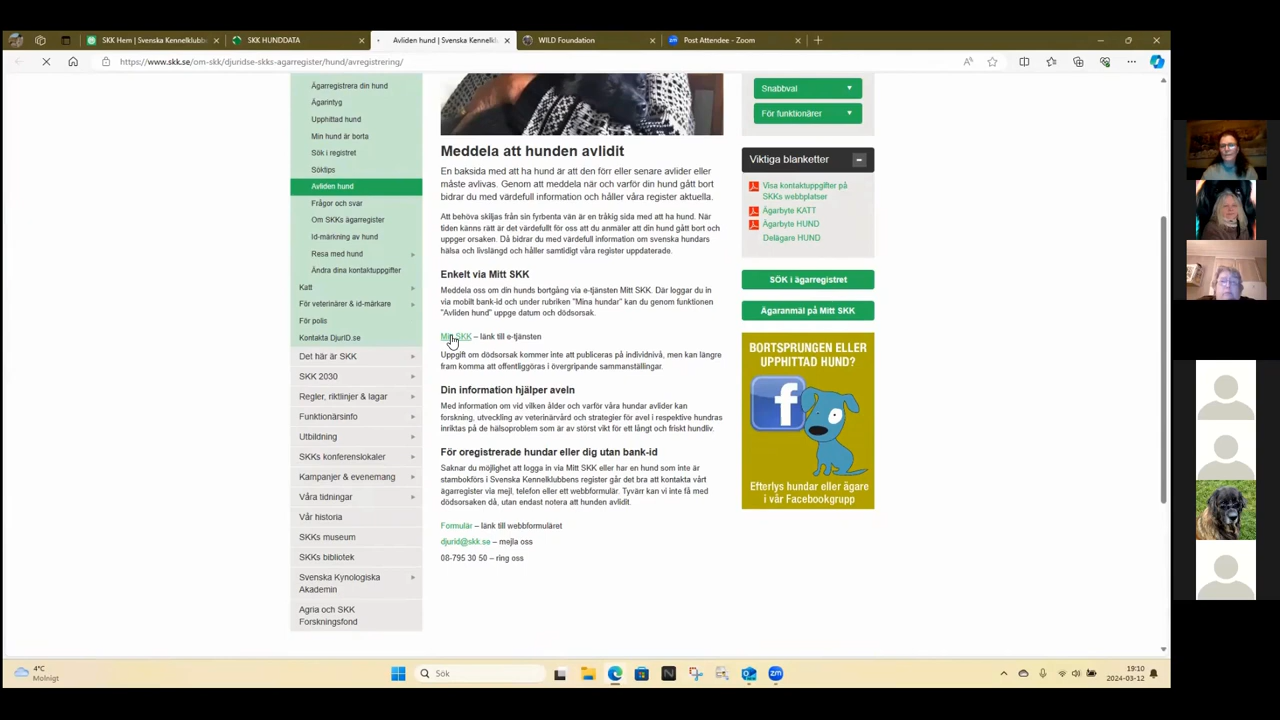 SKK Hem | Svenska Kennelklubb
SKK HUNDDATA
Avliden hund | Svenska Kennelkl
WILD Foundation
Post Attendee - Zoom
https://www.skk.se/om-skk/djuridse-skks-agarregister/hund/avregistrering/
Ägarregistrera din hund
Ägarintyg
Upphittad hund
Min hund är borta
Sök i registret
Söktips
Avliden hund
Frågor och svar
Om SKKs ägarregister
Id-märkning av hund
Resa med hund
Ändra dina kontaktuppgifter
Katt
För veterinärer & id-märkare
För polis
Kontakta DjurID.se
Det här är SKK
SKK 2030
Regler, riktlinjer & lagar
Funktionärsinfo
Utbildning
SKKs konferenslokaler
Kampanjer & evenemang
Våra tidningar
Vår historia
SKKs museum
SKKs bibliotek
Svenska Kynologiska
Akademin
Agria och SKK
Forskningsfond
Meddela att hunden avlidit
En baksida med att ha hund är att den förr eller senare avlider eller
måste avlivas. Genom att meddela när och varför din hund gått bort
bidrar du med värdefull information och håller våra register aktuella.
Att behöva skiljas från sin fyrbenta vän är en tråkig sida med att ha hund. När
tiden känns rätt är det värdefullt för oss att du anmäler att din hund gått bort och
uppger orsaken. Då bidrar du med värdefull information om svenska hundars
hälsa och livslängd och håller samtidigt våra register uppdaterade.
Enkelt via Mitt SKK
Meddela oss om din hunds bortgång via e-tjänsten Mitt SKK. Där loggar du in
via mobilt bank-id och under rubriken "Mina hundar" kan du genom funktionen
"Avliden hund" uppge datum och dödsorsak.
Mitt SKK – länk till e-tjänsten
Uppgift om dödsorsak kommer inte att publiceras på individnivå, men kan längre
fram komma att offentliggöras i övergripande sammanställningar.
Din information hjälper aveln
Med information om vid vilken ålder och varför våra hundar avlider kan
forskning, utveckling av veterinärvård och strategier för avel i respektive hundras
inriktas på de hälsoproblem som är av störst vikt för ett långt och friskt hundliv.
För oregistrerade hundar eller dig utan bank-id
Saknar du möjlighet att logga in via Mitt SKK eller har en hund som inte är
stambokförs i Svenska Kennelklubbens register går det bra att kontakta vårt
ägarregister via mejl, telefon eller ett webformulär. Tyvärr kan vi inte få med
dödsorsaken då, utan endast notera att hunden avlidit.
Formulär – länk till webformuläret
djurid@skk.se – mejla oss
08-795 30 50 – ring oss
Snabbval
För funktionärer
Viktiga blanketter
Visa kontaktuppgifter på
SKKs webbplatser
Ägarbyte KATT
Ägarbyte HUND
Delägare HUND
SÖK i ägarregistret
Ägaranmäl på Mitt SKK
BORTSPRUNGEN ELLER
UPPHITTAD HUND?
f
Efterlys hundar eller ägare
i vår Facebookgrupp
4°C
Molnigt
Sök
zm
19:10
2024-03-12